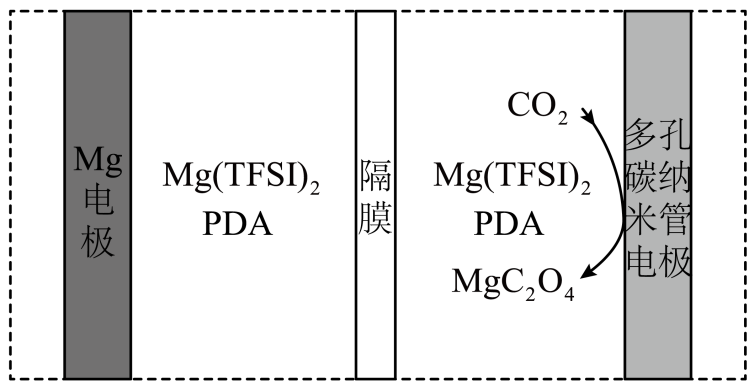 Mg
电
极
Mg(TFSI)₂
PDA
隔
膜
CO₂
Mg(TFSI)₂
PDA
MgC₂O₄
多孔
碳纳
米管
电极